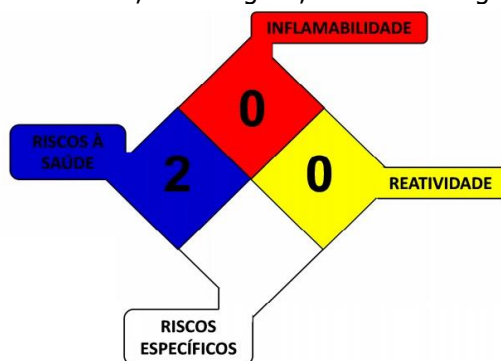 INFLAMABILIDADE
0
RISCOS À
SAÚDE
2
0
REATIVIDADE
RISCOS
ESPECÍFICOS